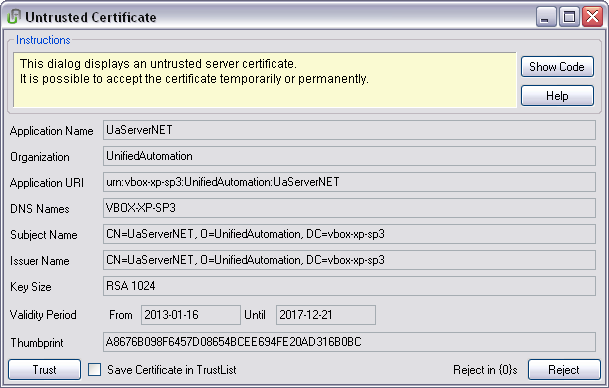 Untrusted Certificate
Instructions
This dialog displays an untrusted server certificate.
It is possible to accept the certificate temporarily or permanently.
Show Code
Help
Application Name UaServerNET
Organization UnifiedAutomation
Application URI urn:vbox-xp-sp3:UnifiedAutomation:UaServerNET
DNS Names VBOX-XP-SP3
Subject Name CN=UaServerNET, O=UnifiedAutomation, DC=vbox-xp-sp3
Issuer Name CN=UaServerNET, O=UnifiedAutomation, DC=vbox-xp-sp3
Key Size RSA 1024
Validity Period From 2013-01-16 Until 2017-12-21
Thumbprint A8676B098F6457D08654BCEE694FE20AD316B0BC
Trust Save Certificate in TrustList Reject in {0}s Reject